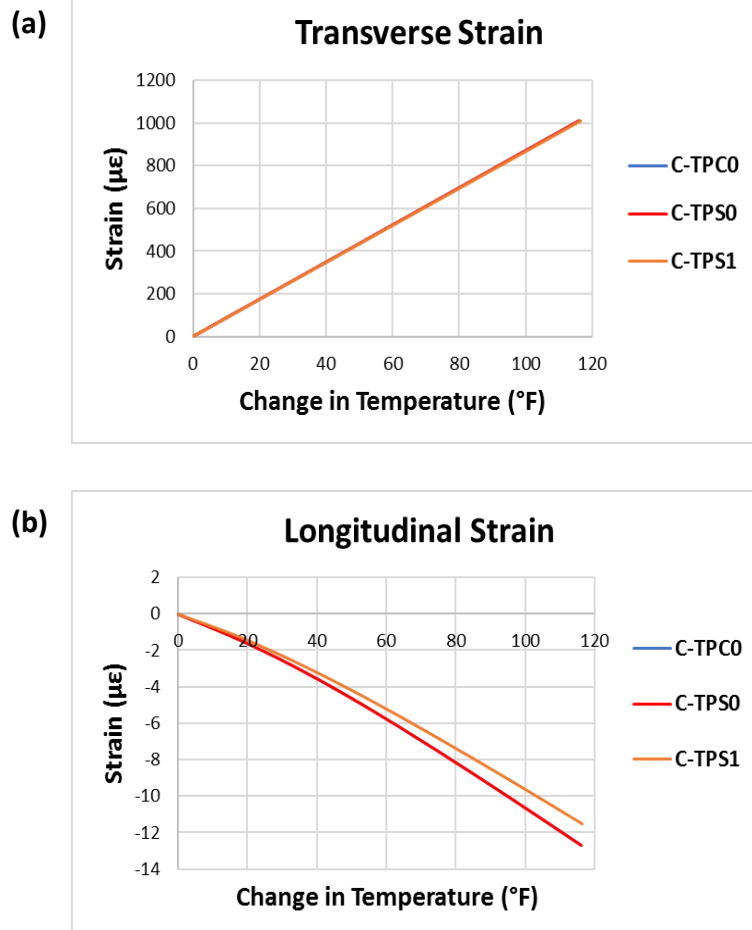 (a)
Transverse Strain
1200
1000
800
600
400
200
0
Strain (με)
0 20 40 60 80 100 120
Change in Temperature (°F)
C-TPC0
C-TPS0
C-TPS1
(b)
Longitudinal Strain
2
0
-2
-4
-6
-8
-10
-12
-14
Strain (με)
0 20 40 60 80 100 120
Change in Temperature (°F)
C-TPC0
C-TPS0
C-TPS1